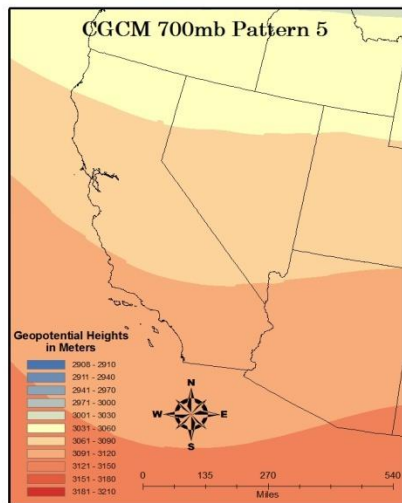 CGCM 700mb Pattern 5
Geopotential Heights
in Meters
2908 - 2910
2911 - 2940
2941 - 2970
2971 - 3000
3001 - 3030
3031 - 3060
3061 - 3090
3091 - 3120
3121 - 3150
3151 - 3180
3181 - 3210
N
W E
S
0 135 270 540
Miles